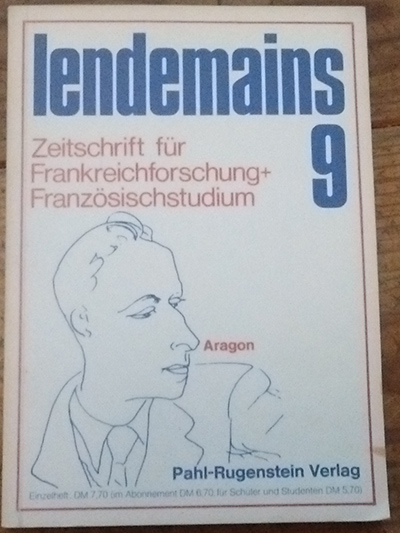 lendemains
9
Zeitschrift für
Frankreichforschung+
Französischstudium
Aragon
Pahl-Rugenstein Verlag
Einzelheft DM 7,70 (im Abonnement DM 6,70, für Schüler und Studenten DM 5,70)